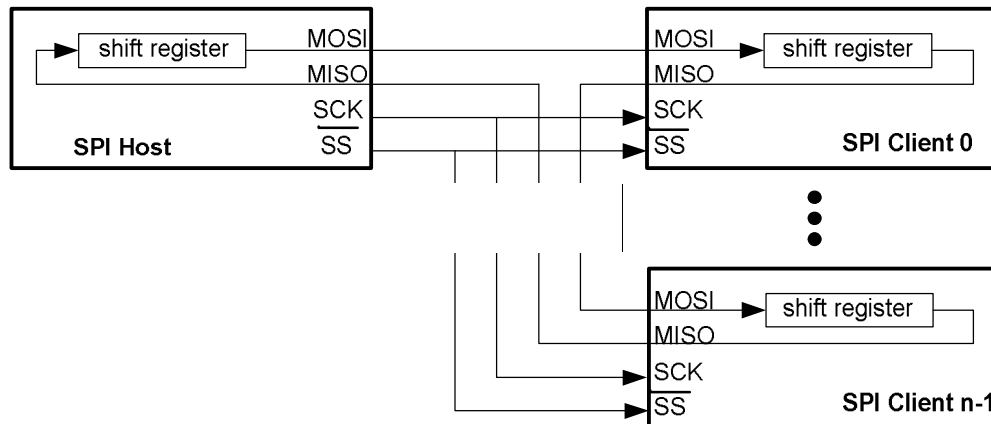 shift register
MOSI
MISO
SCK
SS
SPI Host
MOSI
shift register
MISO
SCK
SS
SPI Client 0
MOSI
shift register
MISO
SCK
SS
SPI Client n-1